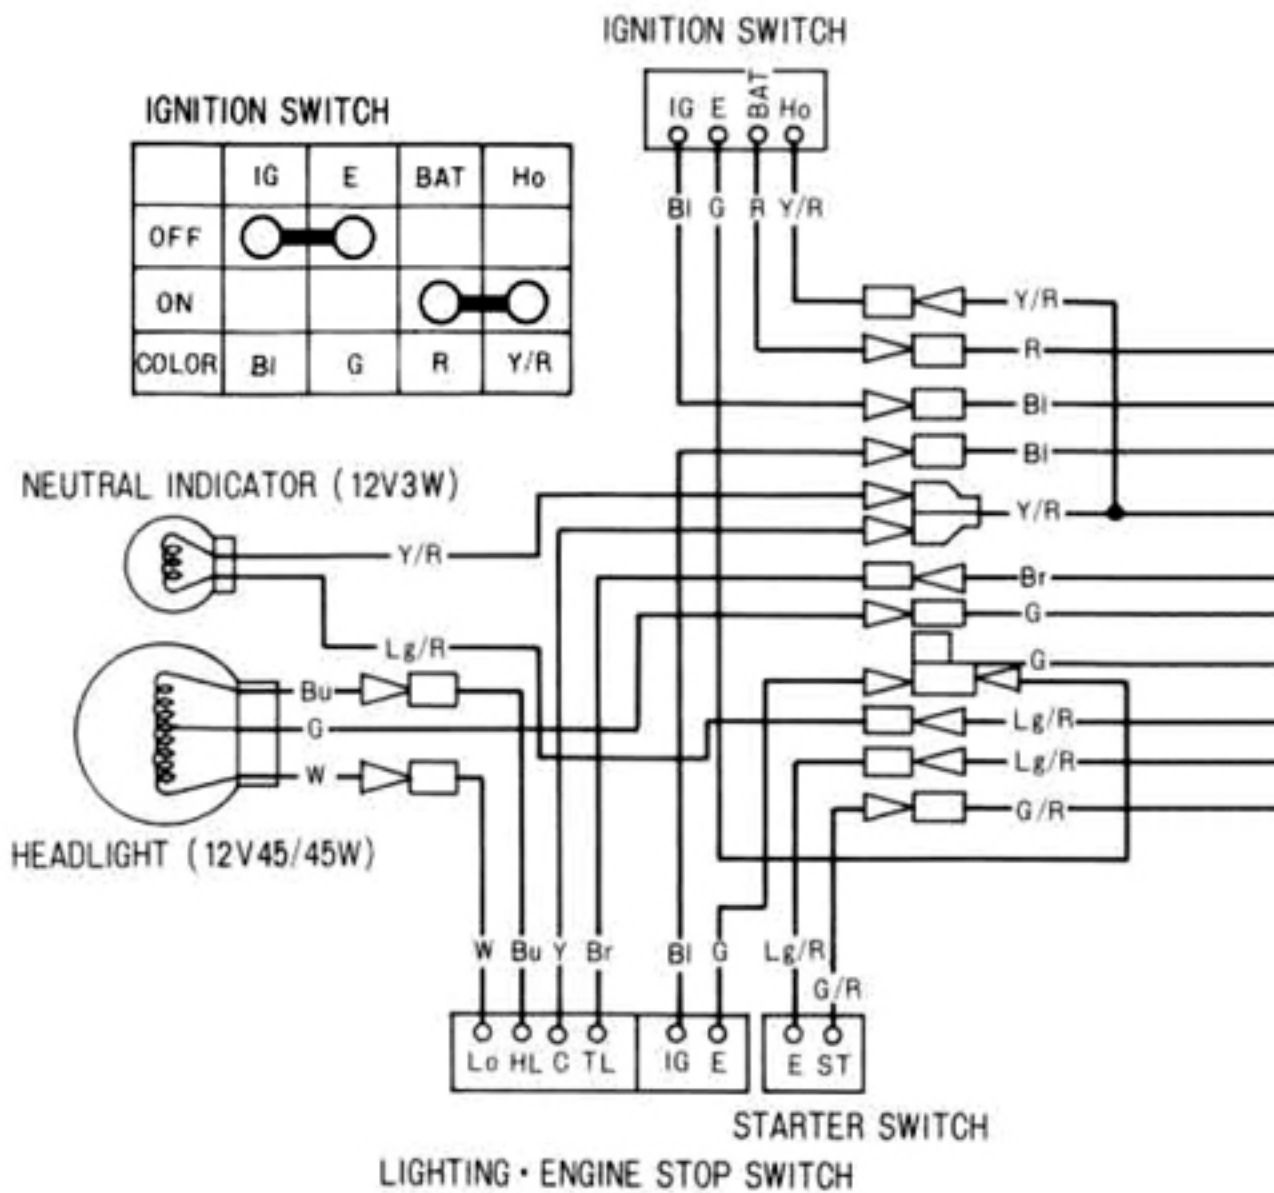 IGNITION SWITCH
IG E BAT Ho
Bl G R Y/R
IGNITION SWITCH
IG E BAT Ho
OFF
ON
COLOR Bl G R Y/R
Y/R
R
Bl
Bl
Y/R
Br
G
G
Lg/R
Lg/R
G/R
NEUTRAL INDICATOR (12V3W)
Y/R
Lg/R
Bu
G
W
HEADLIGHT (12V45/45W)
W Bu Y Br Bl G Lg/R
G/R
Lo HL C TL IG E E ST
STARTER SWITCH
LIGHTING · ENGINE STOP SWITCH